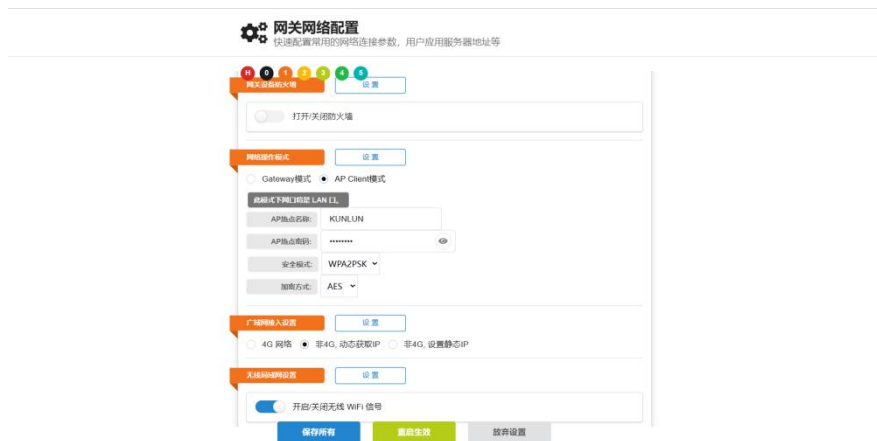 网关网络配置
快速配置常用的网络连接参数，用户应用服务器地址等
H 0 1 2 3 4 5
网关设备防火墙 设 置
打开/关闭防火墙
网络操作模式 设 置
Gateway模式 AP Client模式
此模式下网口将是 LAN 口。
AP热点名称: KUNLUN
AP热点密码: ••••••••
安全模式: WPA2PSK
加密方式: AES
广域网接入设置 设 置
4G 网络 非4G, 动态获取IP 非4G, 设置静态IP
无线局域网设置 设 置
开启/关闭无线 WiFi 信号
保存所有 重启生效 放弃设置